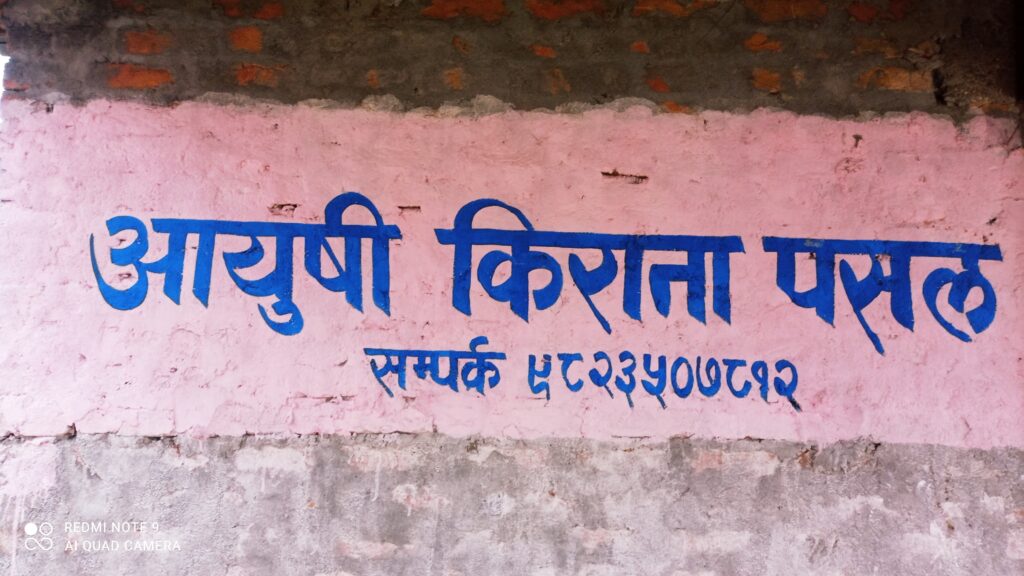 आयुषी किराना पसल
सम्पर्क ९८२३५०७८१२
REDMI NOTE 9
AI QUAD CAMERA